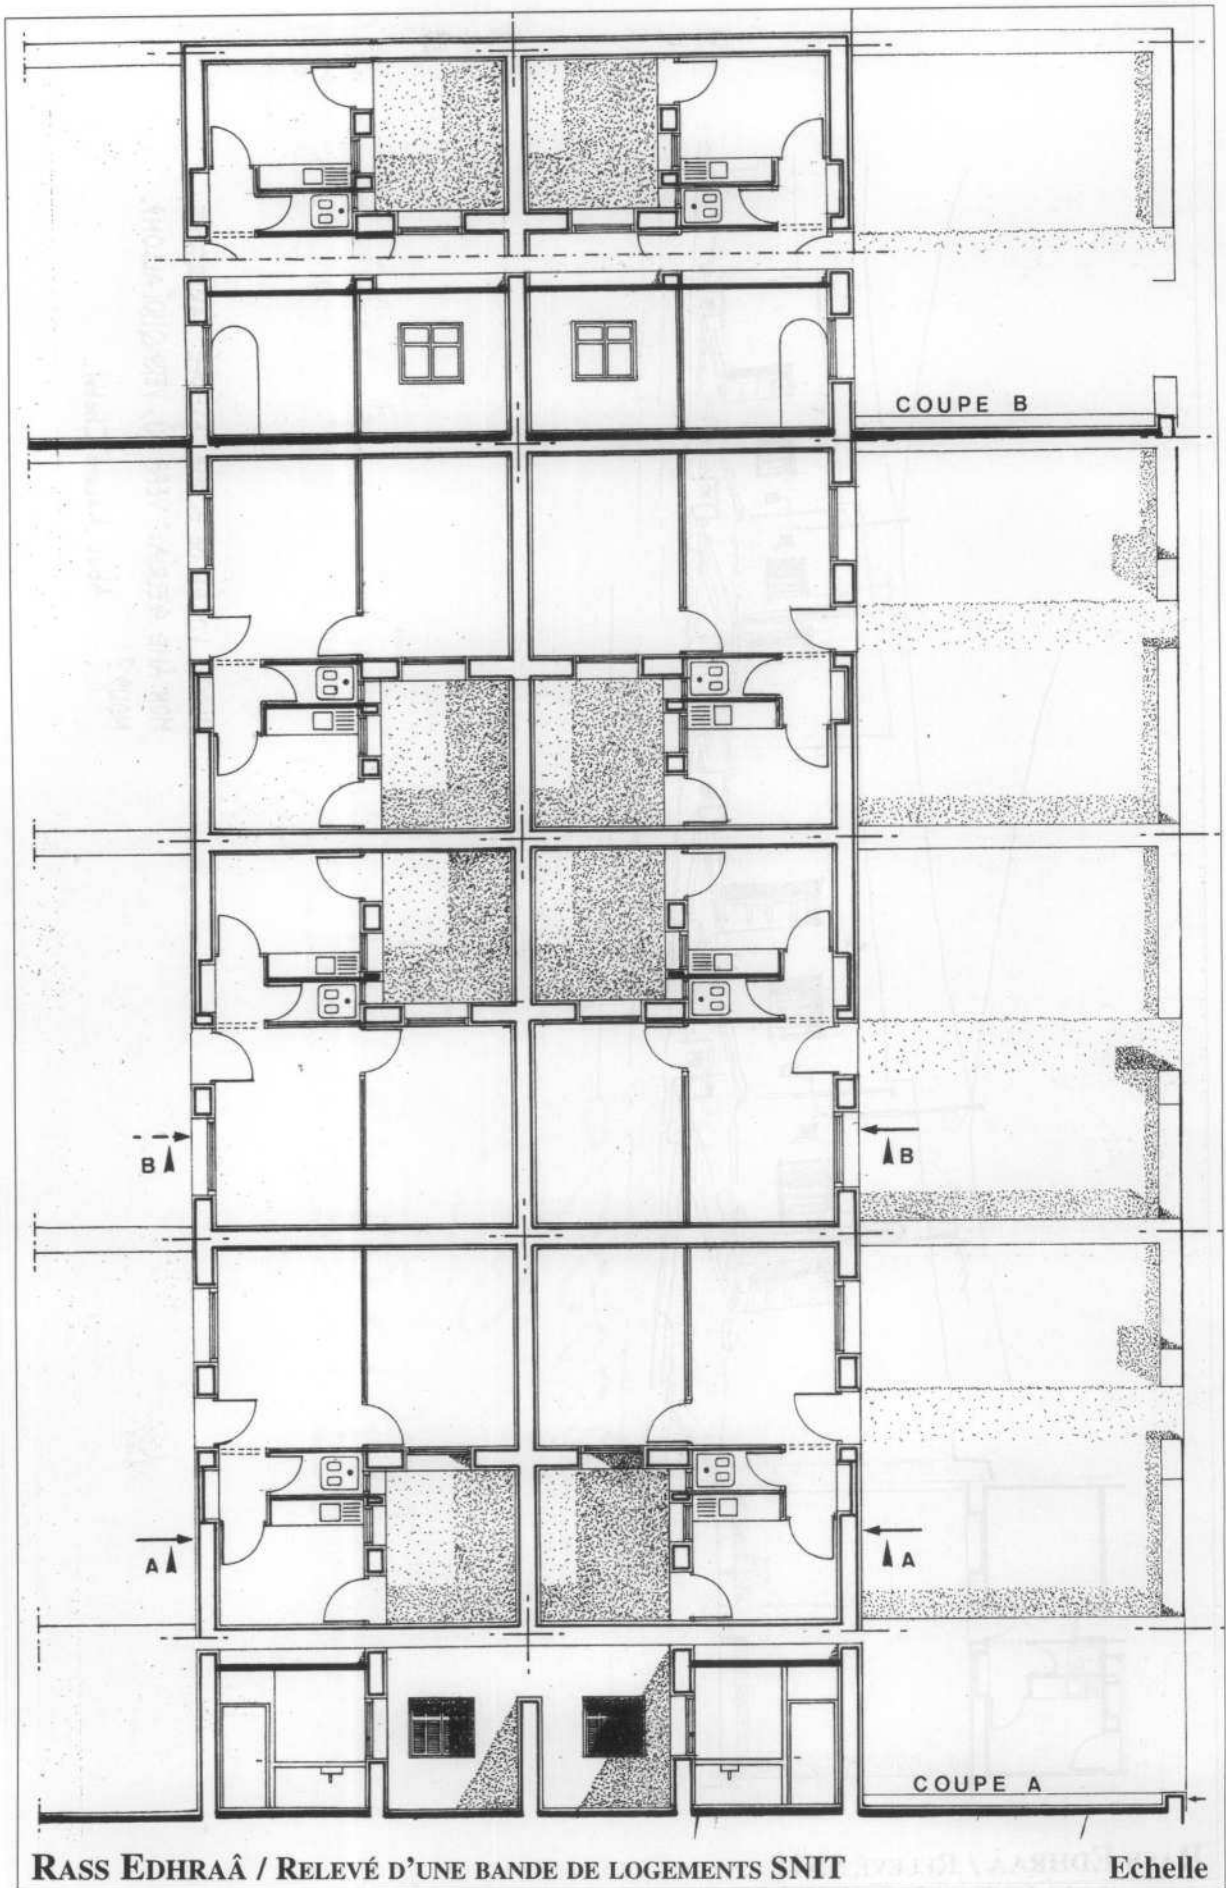 COUPE B
B B
A A
COUPE A
RASS EDHRAÂ / RELEVÉ D'UNE BANDE DE LOGEMENTS SNIT Echelle